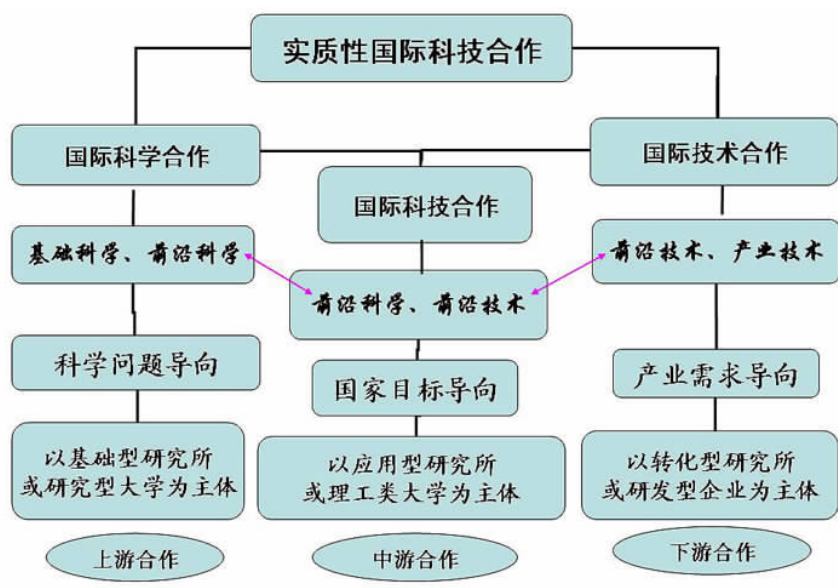 实质性国际科技合作
国际科学合作
国际科技合作
国际技术合作
基础科学、前沿科学
前沿科学、前沿技术
前沿技术、产业技术
科学问题导向
国家目标导向
产业需求导向
以基础型研究所
或研究型大学为主体
以应用型研究所
或理工类大学为主体
以转化型研究所
或研发型企业为主体
上游合作
中游合作
下游合作